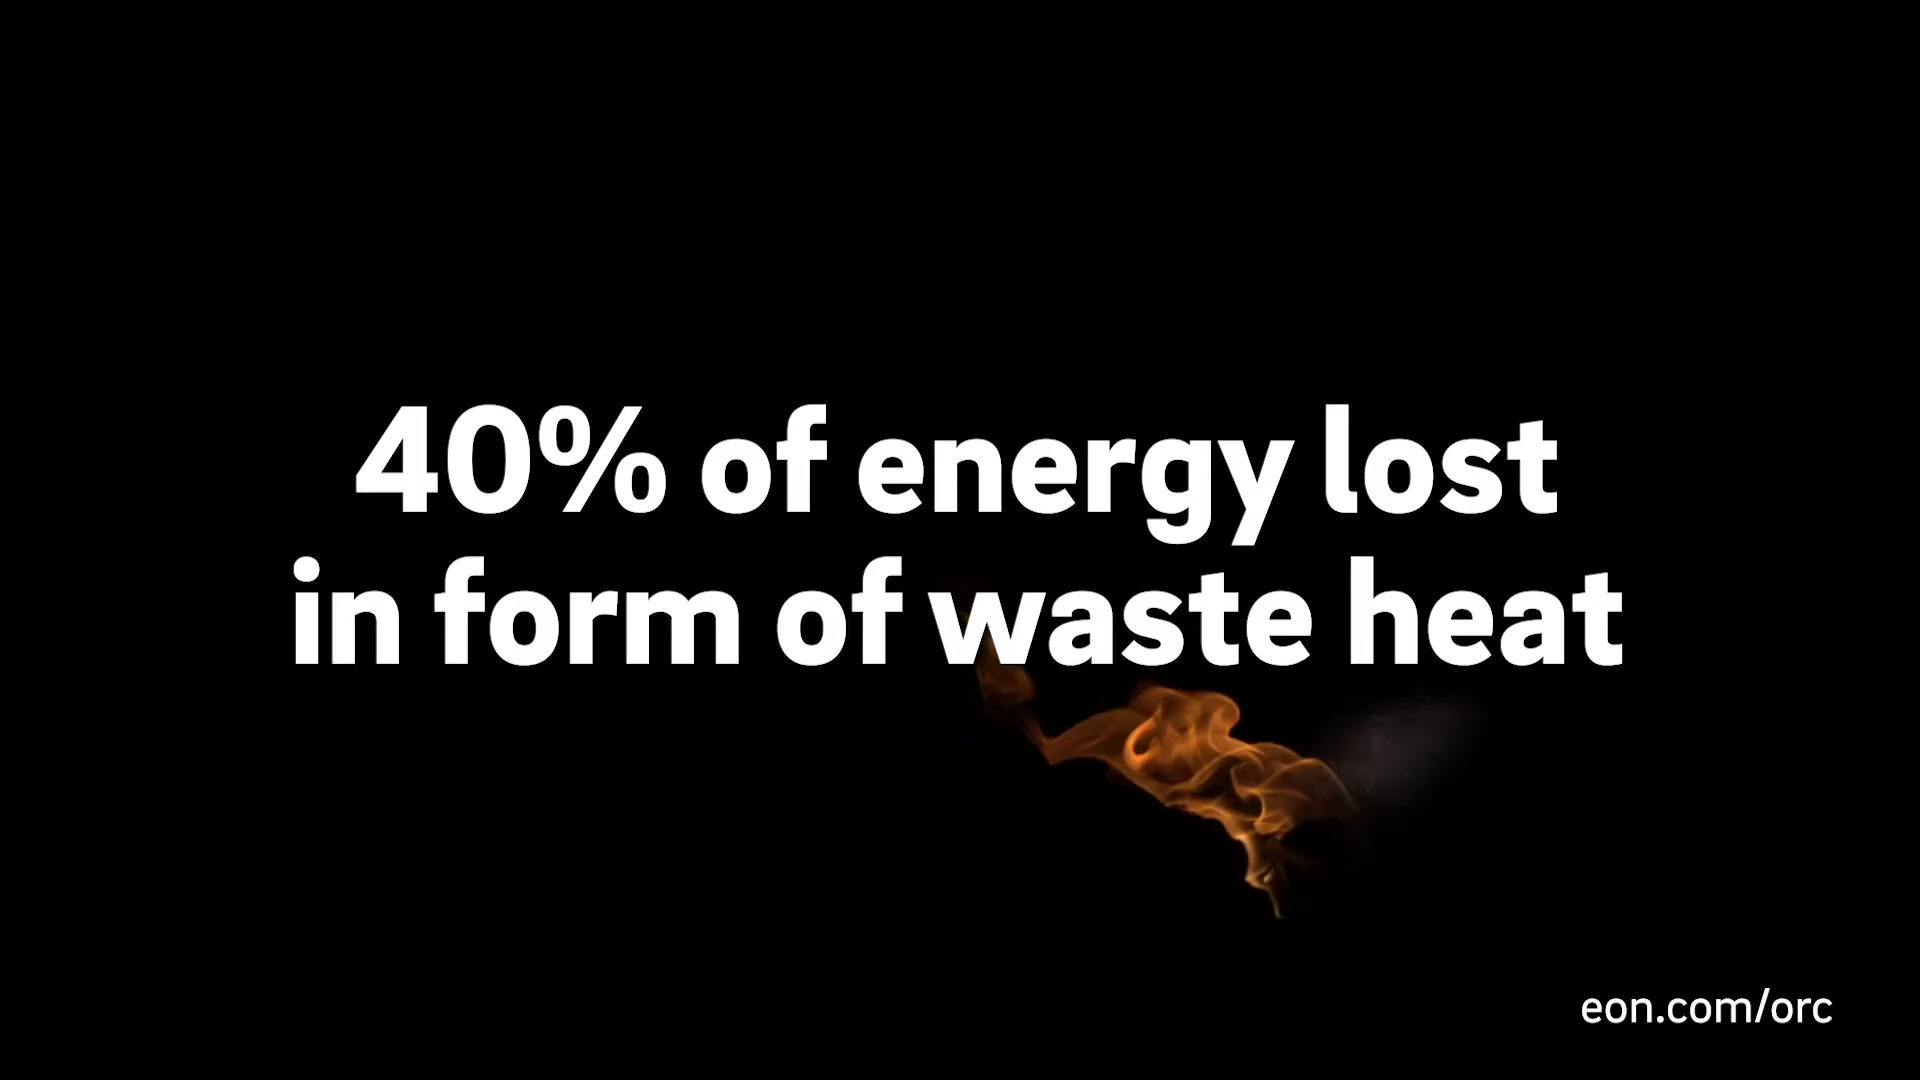 40% of energy lost
in form of waste heat
eon.com/orc